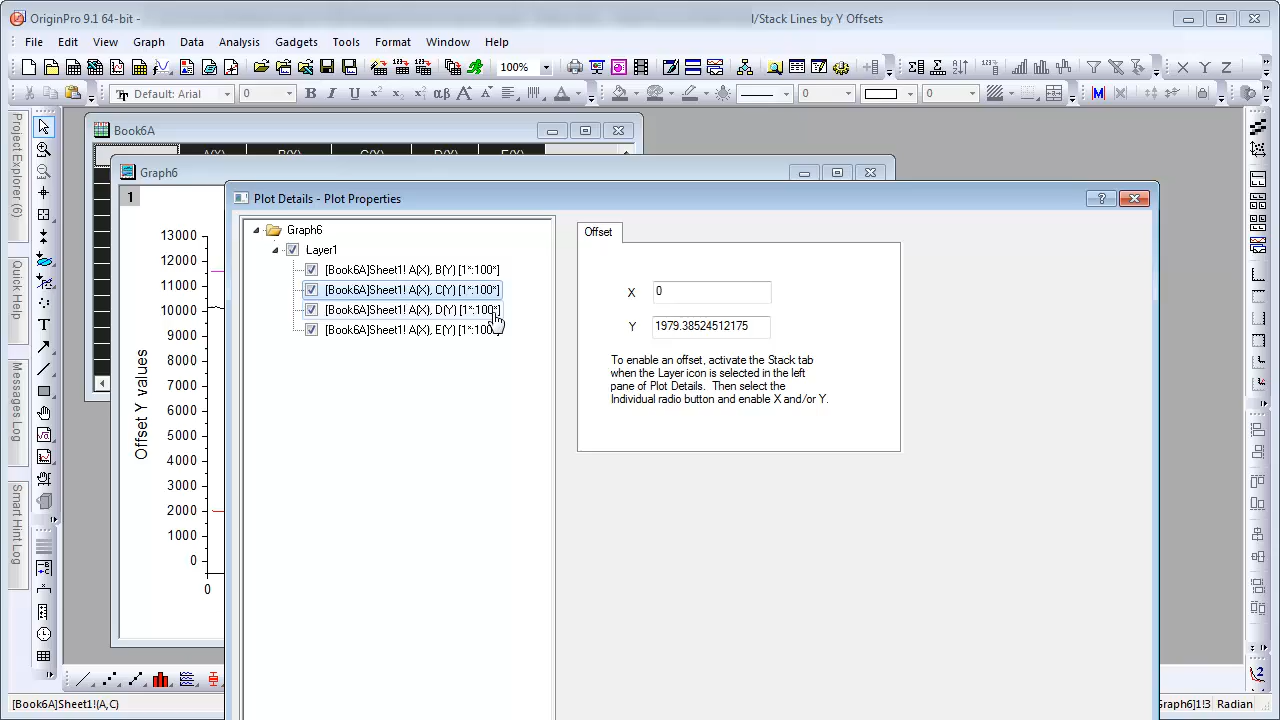 OriginPro 9.1 64-bit - /Stack Lines by Y Offsets
File Edit View Graph Data Analysis Gadgets Tools Format Window Help
100%
Default: Arial 0 B I U 0 0
Project Explorer (6)
Quick Help
Messages Log
Smart Hint Log
Book6A
A(X) B(Y) C(Y) D(Y) E(Y)
Graph6
1
Offset Y values
13000
12000
11000
10000
9000
8000
7000
6000
5000
4000
3000
2000
1000
0
0
Plot Details - Plot Properties
Graph6
Layer1
[Book6A]Sheet1! A(X), B(Y) [1*:100*]
[Book6A]Sheet1! A(X), C(Y) [1*:100*]
[Book6A]Sheet1! A(X), D(Y) [1*:100*]
[Book6A]Sheet1! A(X), E(Y) [1*:100*]
Offset
X 0
Y 1979.38524512175
To enable an offset, activate the Stack tab
when the Layer icon is selected in the left
pane of Plot Details. Then select the
Individual radio button and enable X and/or Y.
[Book6A]Sheet1!(A,C) Graph6]1!3 Radian